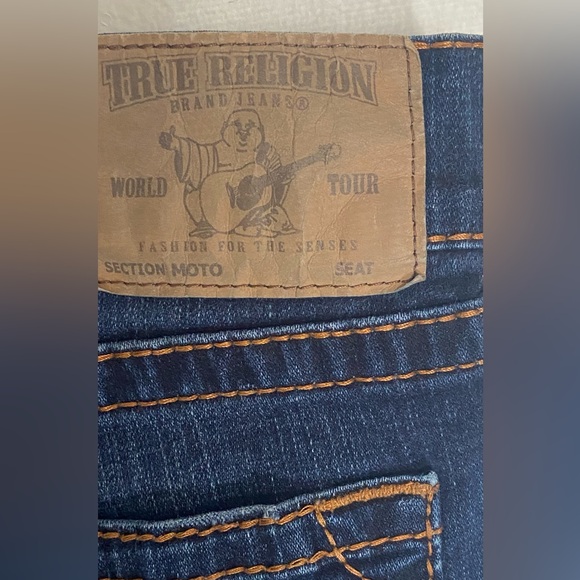 TRUE RELIGION
BRAND JEANS®
WORLD TOUR
FASHION FOR THE SENSES
SECTION MOTO SEAT